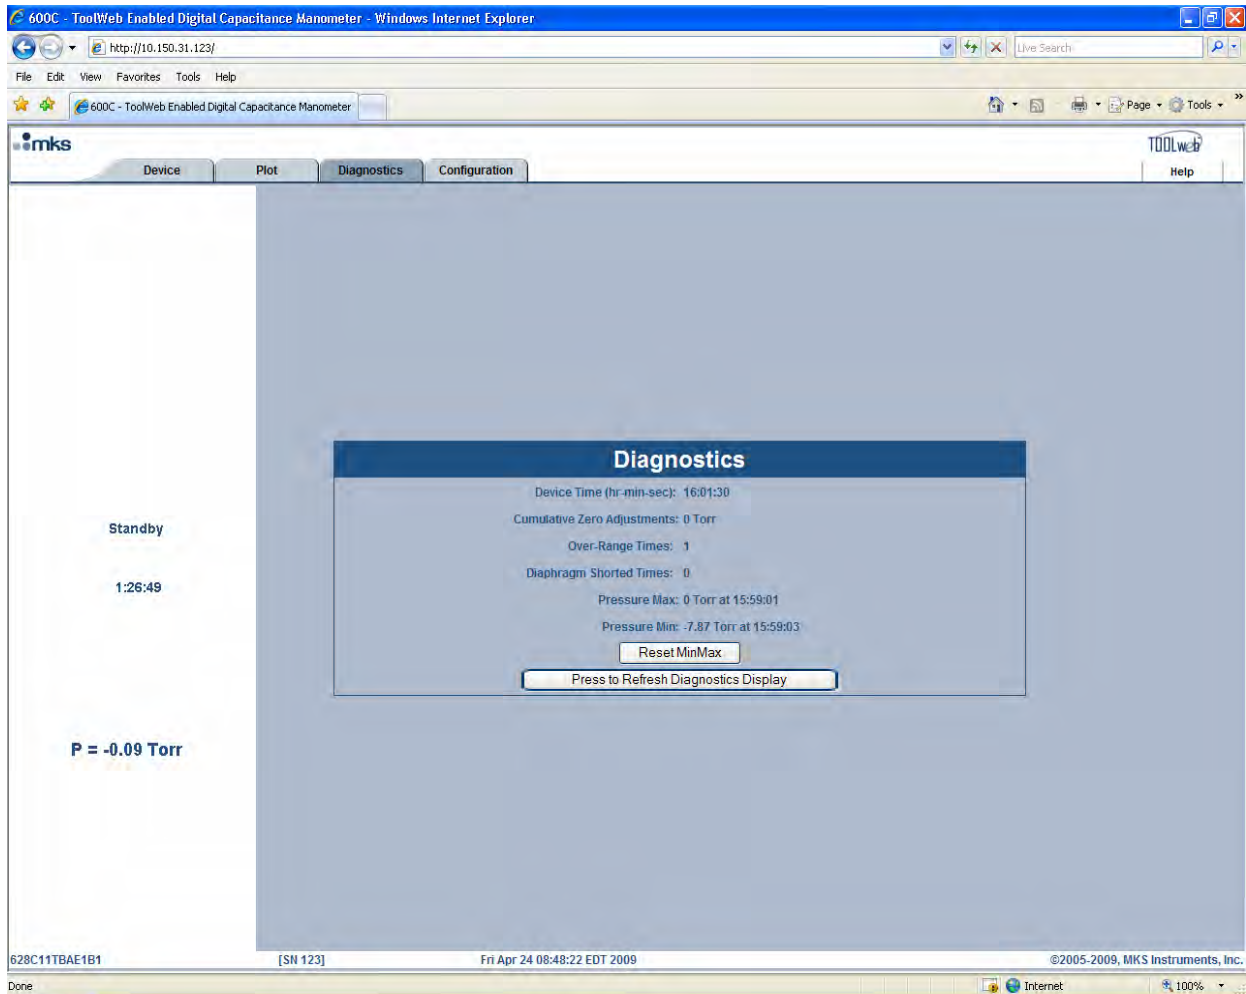 600C - ToolWeb Enabled Digital Capacitance Manometer - Windows Internet Explorer
http://10.150.31.123/
Live Search
File Edit View Favorites Tools Help
600C - ToolWeb Enabled Digital Capacitance Manometer
Page Tools »
mks
TOOLweb
Device Plot Diagnostics Configuration Help
Diagnostics
Device Time (hr-min-sec): 16:01:30
Cumulative Zero Adjustments: 0 Torr
Standby
Over-Range Times: 1
Diaphragm Shorted Times: 0
1:26:49
Pressure Max: 0 Torr at 15:59:01
Pressure Min: -7.87 Torr at 15:59:03
Reset MinMax
Press to Refresh Diagnostics Display
P = -0.09 Torr
628C11TBAE1B1 [SN 123] Fri Apr 24 08:48:22 EDT 2009 ©2005-2009, MKS Instruments, Inc.
Done Internet 100%